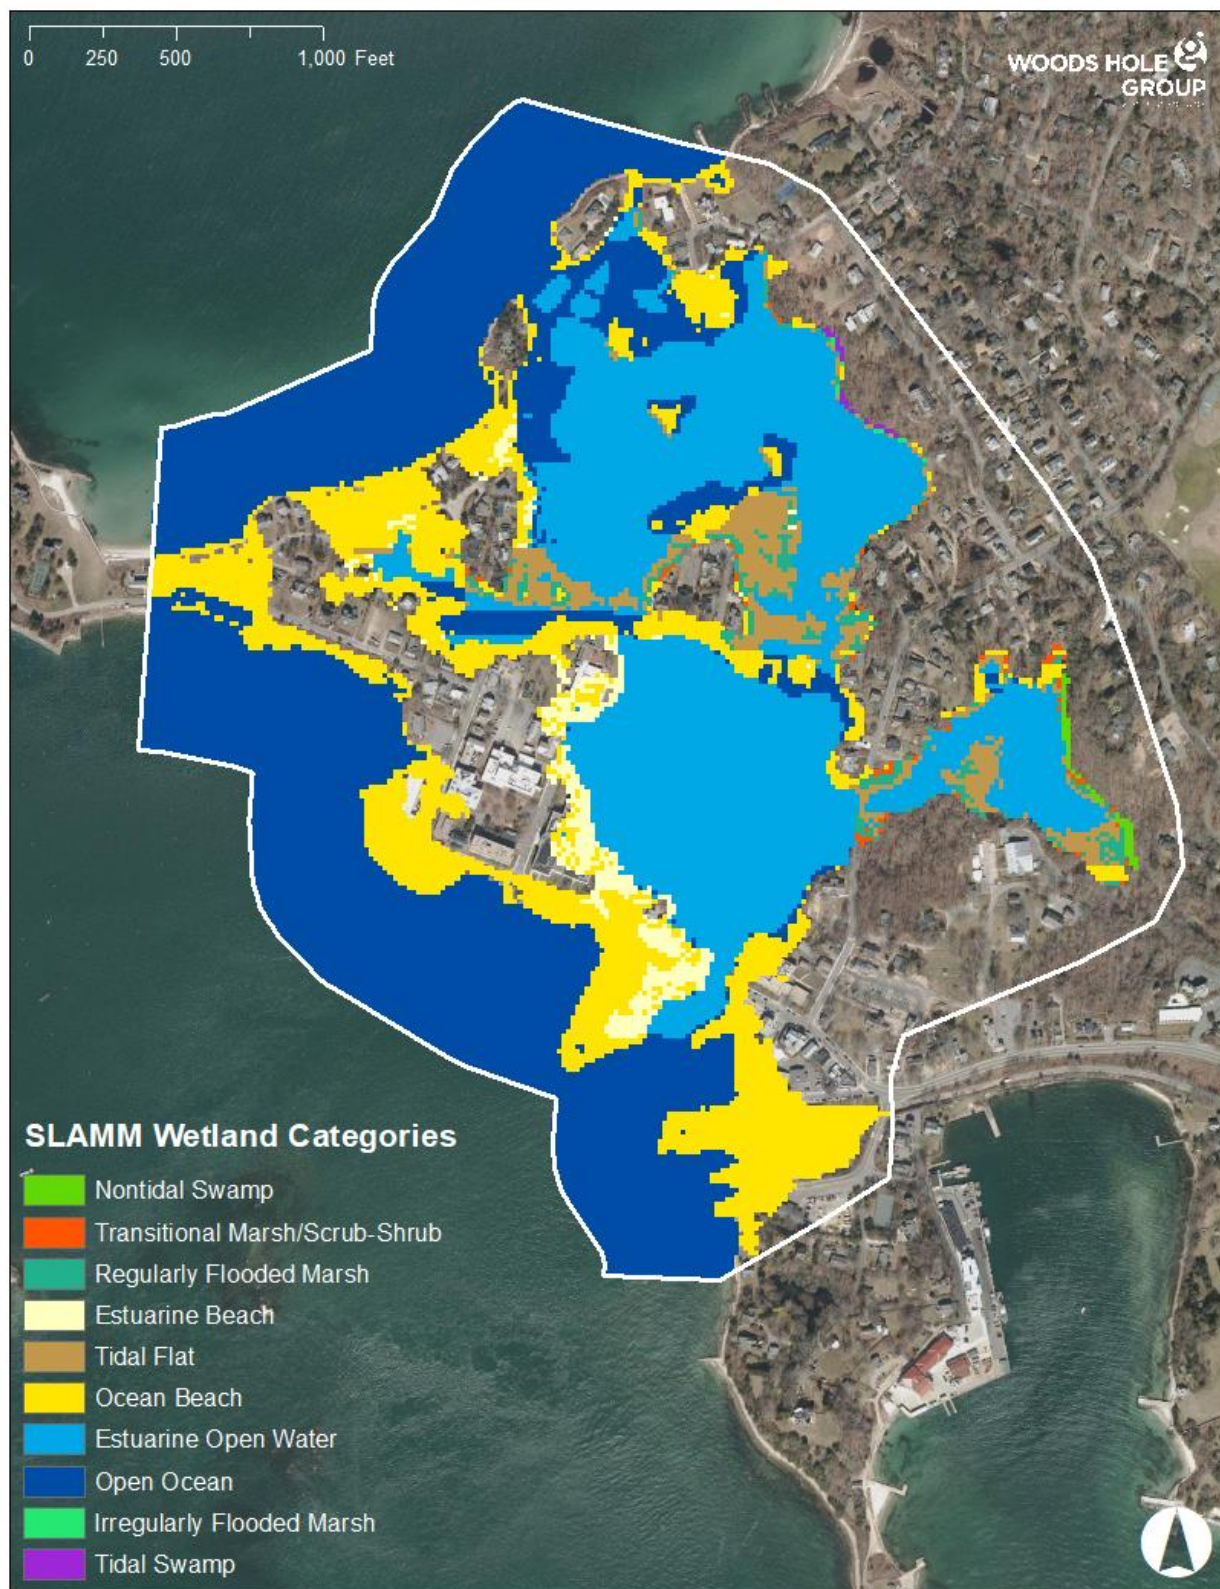 0 250 500 1,000 Feet
WOODS HOLE
GROUP
SLAMM Wetland Categories
Nontidal Swamp
Transitional Marsh/Scrub-Shrub
Regularly Flooded Marsh
Estuarine Beach
Tidal Flat
Ocean Beach
Estuarine Open Water
Open Ocean
Irregularly Flooded Marsh
Tidal Swamp